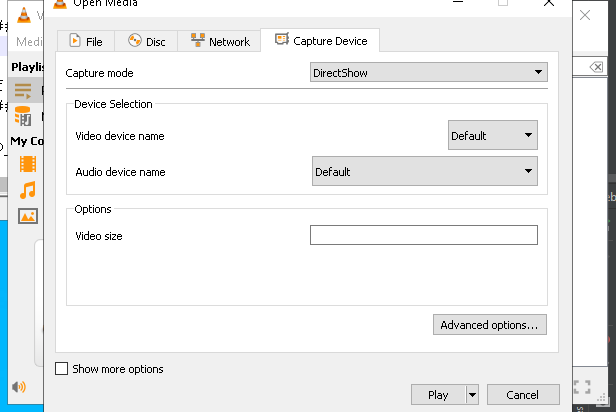 Open Media
Medi
File
Disc
Network
Capture Device
Playlis
Capture mode
DirectShow
Device Selection
Video device name
Default
My Co
Audio device name
Default
Options
Video size
Advanced options...
Show more options
Play
Cancel